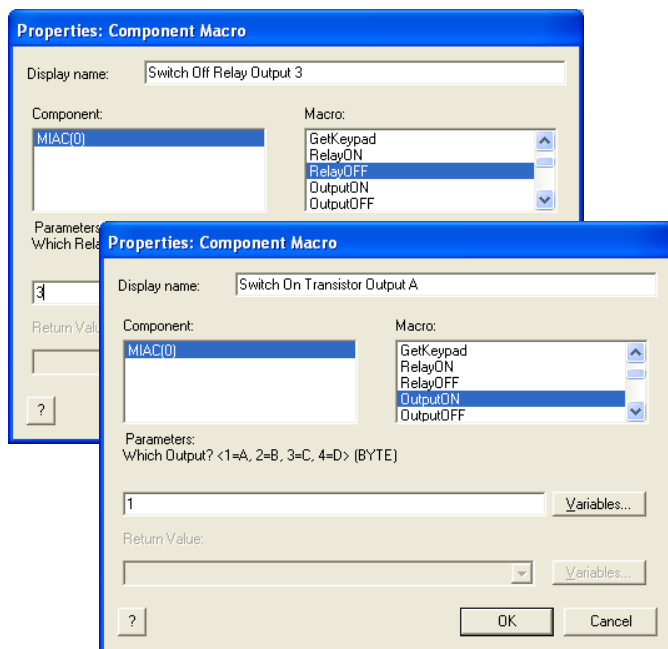 Properties: Component Macro
Display name: Switch Off Relay Output 3
Component: Macro:
MIAC(0) GetKeypad
RelayON
RelayOFF
OutputON
OutputOFF
Parameters
Which Rela
3
Return Valu
?
Properties: Component Macro
Display name: Switch On Transistor Output A
Component: Macro:
MIAC(0) GetKeypad
RelayON
RelayOFF
OutputON
OutputOFF
Parameters:
Which Output? <1=A, 2=B, 3=C, 4=D> (BYTE)
1 Variables...
Return Value:
Variables...
? OK Cancel